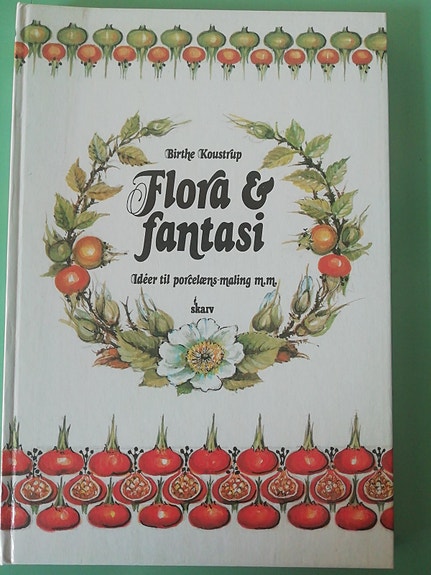 Birthe Koustrup
Flora &
fantasi
Idéer til porcelæns-maling m.m.
skarv